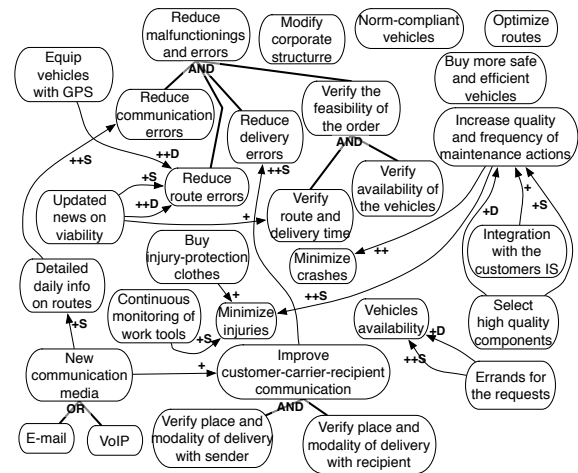 Reduce
malfunctionings
and errors
Modify
corporate
structurre
Norm-compliant
vehicles
Optimize
routes
Equip
vehicles
with GPS
AND
Buy more safe
and efficient
vehicles
Reduce
communication
errors
Reduce
delivery
errors
Verify the
feasibility of
the order
Increase quality
and frequency of
maintenance actions
++S
++D
++S
AND
+S
Reduce
route errors
++D
Updated
news on
viability
+
Verify
route and
delivery time
Verify
availability of
the vehicles
+
+D
+S
Buy
injury-protection
clothes
Minimize
crashes
++
Integration with
the customers IS
Detailed
daily info
on routes
Continuous
monitoring of
work tools
+
++S
Minimize
injuries
Vehicles
availability
Select
high quality
components
+S
+S
+D
++S
New
communication
media
+
Improve
customer-carrier-recipient
communication
Errands for
the requests
OR
AND
E-mail
VoIP
Verify place and
modality of delivery
with sender
Verify place and
modality of delivery
with recipient